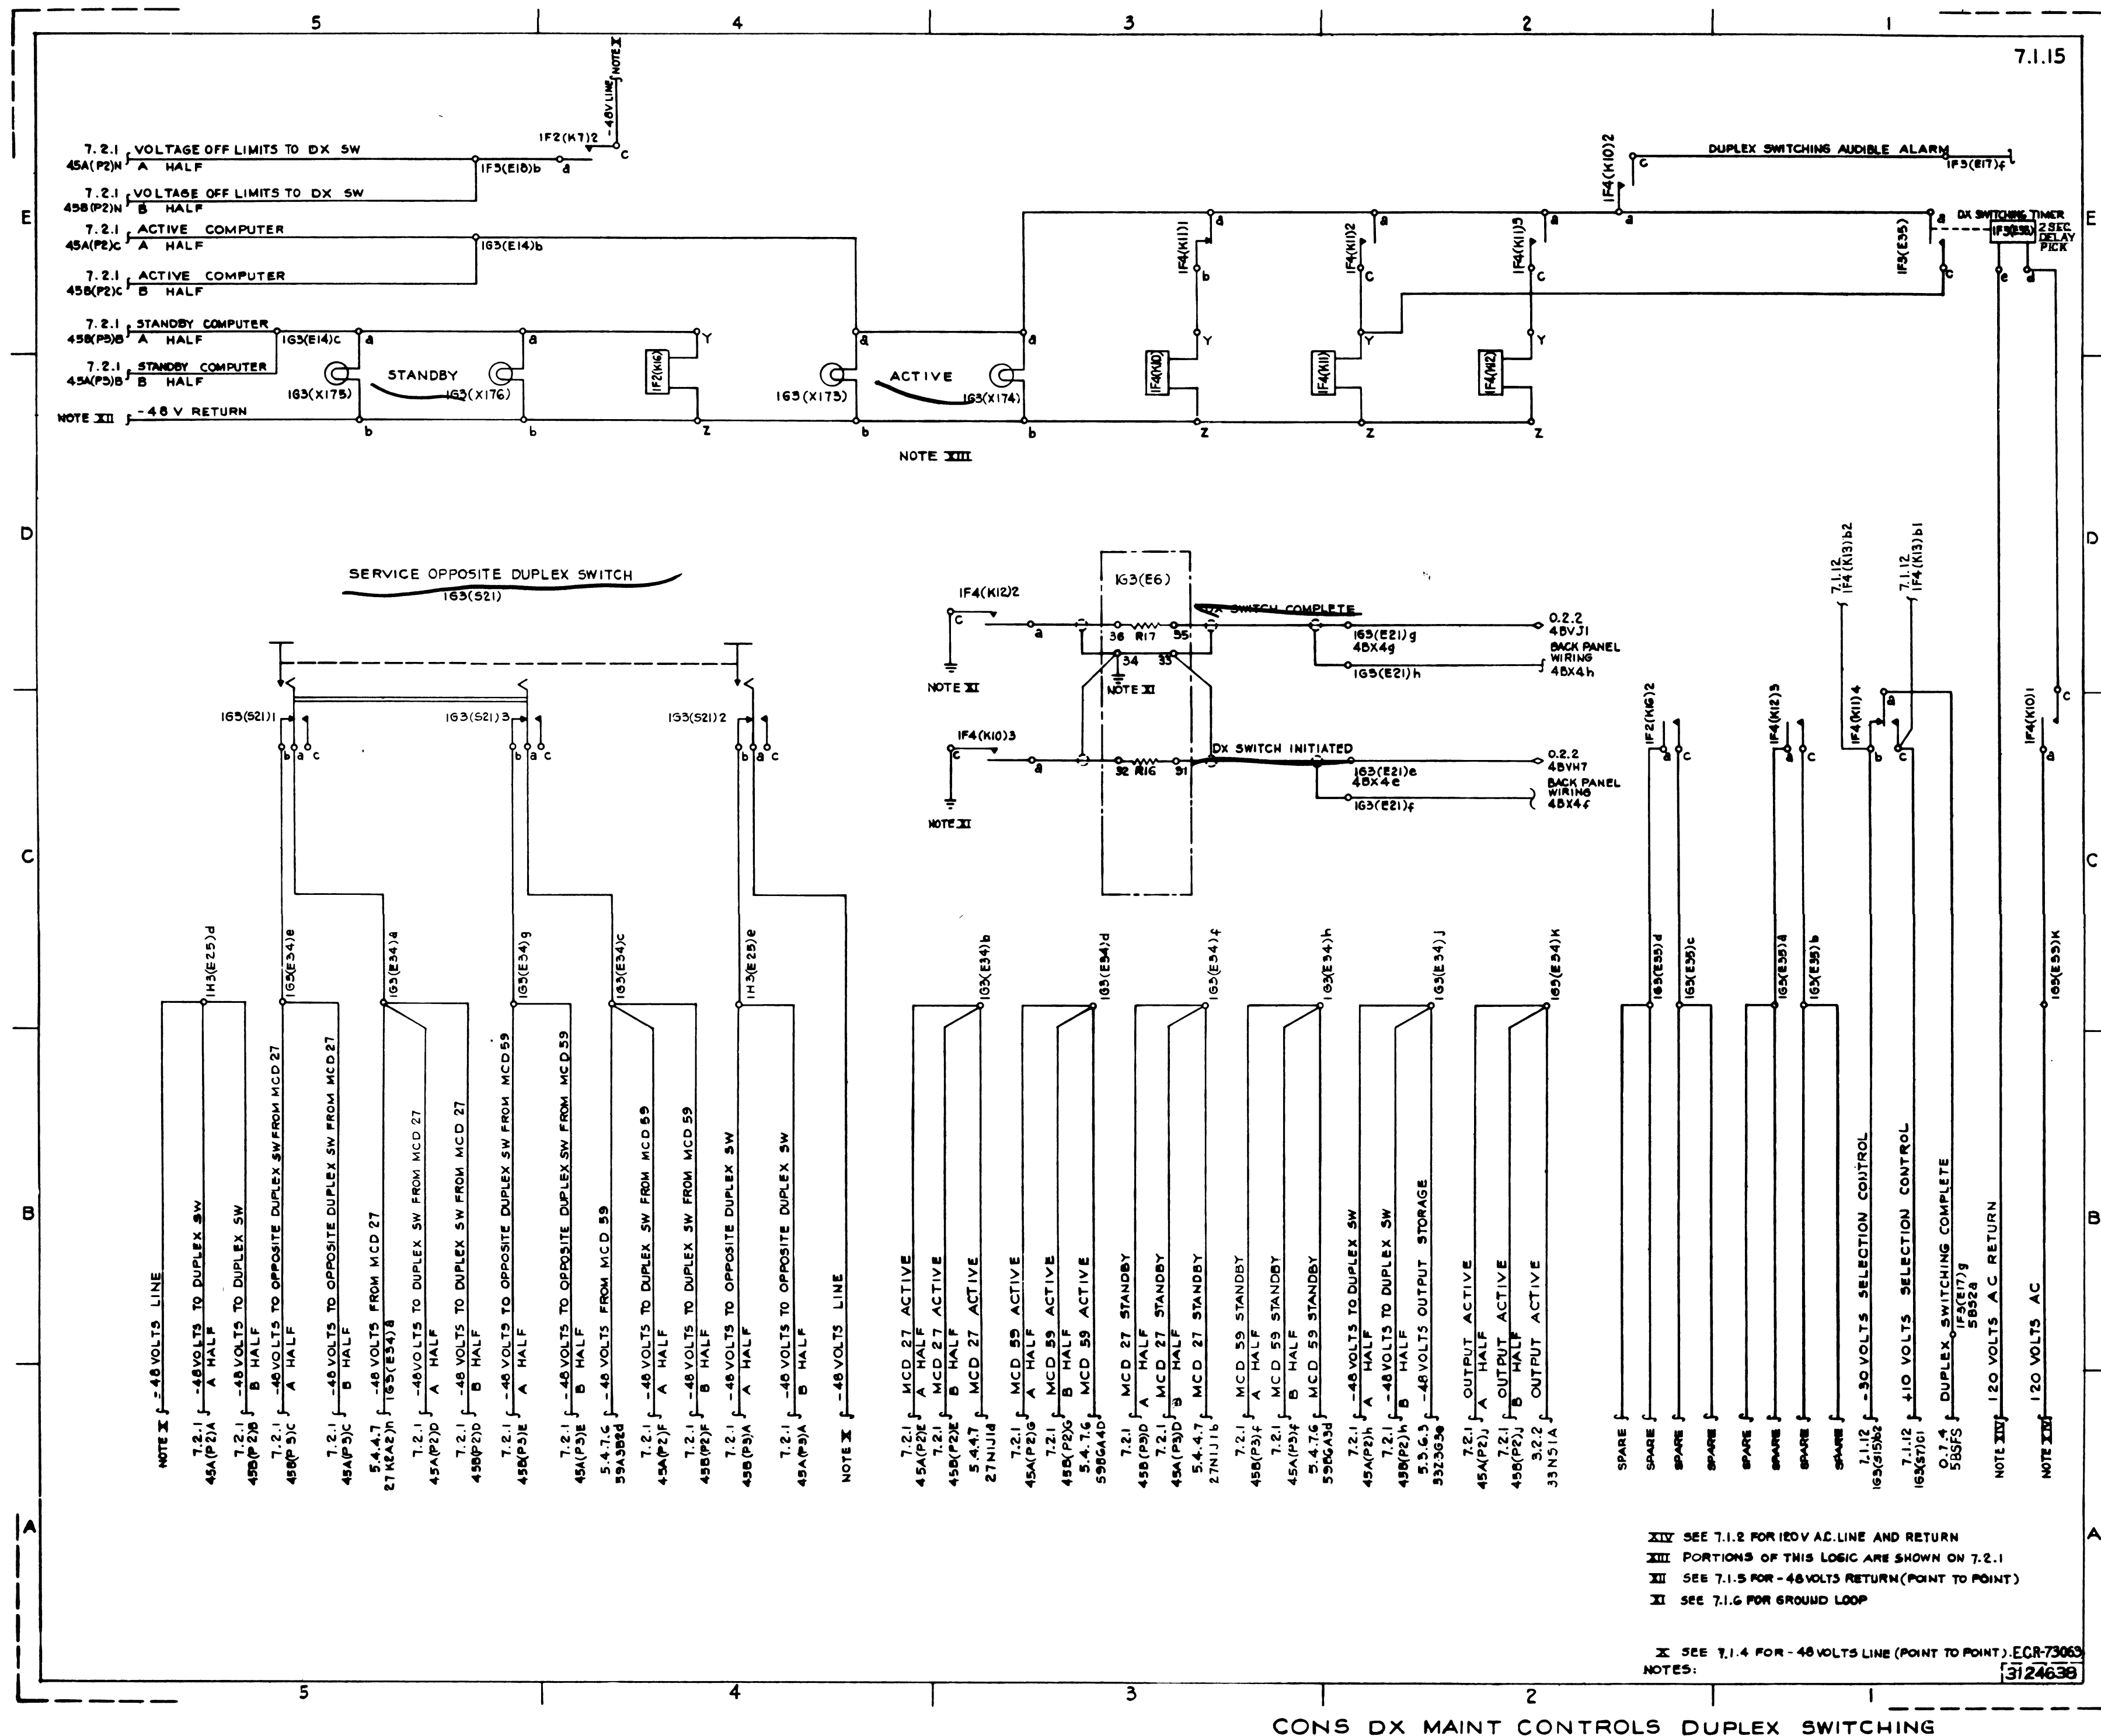 5 4 3 2 1
7.1.15
-48V LINE NOTE X
7.2.1 VOLTAGE OFF LIMITS TO DX SW
45A(P2)N A HALF
1F3(E18)b a
1F2(K7)2
c
7.2.1 VOLTAGE OFF LIMITS TO DX SW
45B(P2)N B HALF
7.2.1 ACTIVE COMPUTER
45A(P2)C A HALF
1G3(E14)b
7.2.1 ACTIVE COMPUTER
45B(P2)C B HALF
7.2.1 STANDBY COMPUTER
45B(P3)B A HALF
1G3(E14)c
7.2.1 STANDBY COMPUTER
45A(P3)B B HALF
NOTE XII -48 V RETURN
a a Y a a
1G3(X175) STANDBY 1G3(X176)
1F2(K16)
1G3(X173) ACTIVE 1G3(X174)
b b Z b b
NOTE XIII
1F4(K11)1
a
b
Y
1F4(K10)
Z
1F4(K11)2
a
c
Y
1F4(K11)
Z
1F4(K11)3
a
c
Y
1F4(K12)
Z
1F4(K10)2
c
a
DUPLEX SWITCHING AUDIBLE ALARM
1F3(E17)f
1F3(E35)
a
c
DX SWITCHING TIMER
1F3(E35)
2 SEC
DELAY
PICK
e d
E
D
C
B
A
SERVICE OPPOSITE DUPLEX SWITCH
1G3(S21)
1G3(S21)1
b a c
1G3(S21)3
b a c
1G3(S21)2
b a c
1G3(E6)
1F4(K12)2
c
a
NOTE XI
36 R17 35
34 33
NOTE XI
DX SWITCH COMPLETE
1G3(E21)g
4BX4g
1G3(E21)h
0.2.2
4BVJ1
BACK PANEL
WIRING
4BX4h
1F4(K10)3
c
a
NOTE XI
32 R16 31
DX SWITCH INITIATED
1G3(E21)e
4BX4e
1G3(E21)f
0.2.2
4BVH7
BACK PANEL
WIRING
4BX4f
7.1.12
1F4(K13)b2
7.1.12
1F4(K13)b1
1F2(K16)2
a c
1F4(K12)3
a c
1F4(K11)4
a
b c
1F4(K10)1
c
a
1H3(E25)d
1G3(E34)e
1G3(E34)a
1G3(E34)g
1G3(E34)c
1H3(E25)e
1G3(E34)b
1G3(E34)d
1G3(E34)f
1G3(E34)h
1G3(E34)j
1G3(E34)K
1G3(E35)d
1G3(E35)c
1G3(E35)a
1G3(E35)b
1G3(E35)K
NOTE X -48 VOLTS LINE
7.2.1 -48 VOLTS TO DUPLEX SW
45A(P2)A A HALF
7.2.1 -48 VOLTS TO DUPLEX SW
45B(P2)B B HALF
7.2.1 -48 VOLTS TO OPPOSITE DUPLEX SW FROM MCD 27
45B(P3)C A HALF
7.2.1 -48 VOLTS TO OPPOSITE DUPLEX SW FROM MCD 27
45A(P3)C B HALF
5.4.4.7 -48 VOLTS FROM MCD 27
27K2A2)n 1G3(E34)a
7.2.1 -48 VOLTS TO DUPLEX SW FROM MCD 27
45A(P2)D A HALF
7.2.1 -48 VOLTS TO DUPLEX SW FROM MCD 27
45B(P2)D B HALF
7.2.1 -48 VOLTS TO OPPOSITE DUPLEX SW FROM MCD 59
45B(P3)E A HALF
7.2.1 -48 VOLTS TO OPPOSITE DUPLEX SW FROM MCD 59
45A(P3)E B HALF
5.4.7.6 -48 VOLTS FROM MCD 59
59A3B2d
7.2.1 -48 VOLTS TO DUPLEX SW FROM MCD 59
45A(P2)F A HALF
7.2.1 -48 VOLTS TO DUPLEX SW FROM MCD 59
45B(P2)F B HALF
7.2.1 -48 VOLTS TO OPPOSITE DUPLEX SW
45B(P3)A A HALF
7.2.1 -48 VOLTS TO OPPOSITE DUPLEX SW
45A(P3)A B HALF
NOTE X -48 VOLTS LINE
7.2.1 MCD 27 ACTIVE
45A(P2)E A HALF
7.2.1 MCD 27 ACTIVE
45B(P2)E B HALF
5.4.4.7 MCD 27 ACTIVE
27N1J1a
7.2.1 MCD 59 ACTIVE
45A(P2)G A HALF
7.2.1 MCD 59 ACTIVE
45B(P2)G B HALF
5.4.7.6 MCD 59 ACTIVE
59B6A4D
7.2.1 MCD 27 STANDBY
45B(P3)D A HALF
7.2.1 MCD 27 STANDBY
45A(P3)D B HALF
5.4.4.7 MCD 27 STANDBY
27N1J1b
7.2.1 MCD 59 STANDBY
45B(P3)f A HALF
7.2.1 MCD 59 STANDBY
45A(P3)f B HALF
5.4.7.6 MCD 59 STANDBY
59B6A3d
7.2.1 -48 VOLTS TO DUPLEX SW
45A(P2)h A HALF
7.2.1 -48 VOLTS TO DUPLEX SW
45B(P2)h B HALF
5.3.6.3 -48 VOLTS OUTPUT STORAGE
33Z3G3e
7.2.1 OUTPUT ACTIVE
45A(P2)j A HALF
7.2.1 OUTPUT ACTIVE
45B(P2)j B HALF
3.2.2 OUTPUT ACTIVE
33N51A
SPARE
SPARE
SPARE
SPARE
SPARE
SPARE
SPARE
SPARE
7.1.12 -30 VOLTS SELECTION CONTROL
1G3(S15)b2
7.1.12 +10 VOLTS SELECTION CONTROL
1G3(S7)C1
0.7.4 DUPLEX SWITCHING COMPLETE
5BSFS 1F3(E17)g
5BS2a
NOTE XIV 120 VOLTS A C RETURN
NOTE XIV 120 VOLTS AC
XIV SEE 7.1.2 FOR 120V A.C. LINE AND RETURN
XIII PORTIONS OF THIS LOGIC ARE SHOWN ON 7.2.1
XII SEE 7.1.5 FOR -48 VOLTS RETURN (POINT TO POINT)
XI SEE 7.1.6 FOR GROUND LOOP
X SEE 7.1.4 FOR -48 VOLTS LINE (POINT TO POINT). ECR-73063
NOTES:
3124638
5 4 3 2 1
CONS DX MAINT CONTROLS DUPLEX SWITCHING